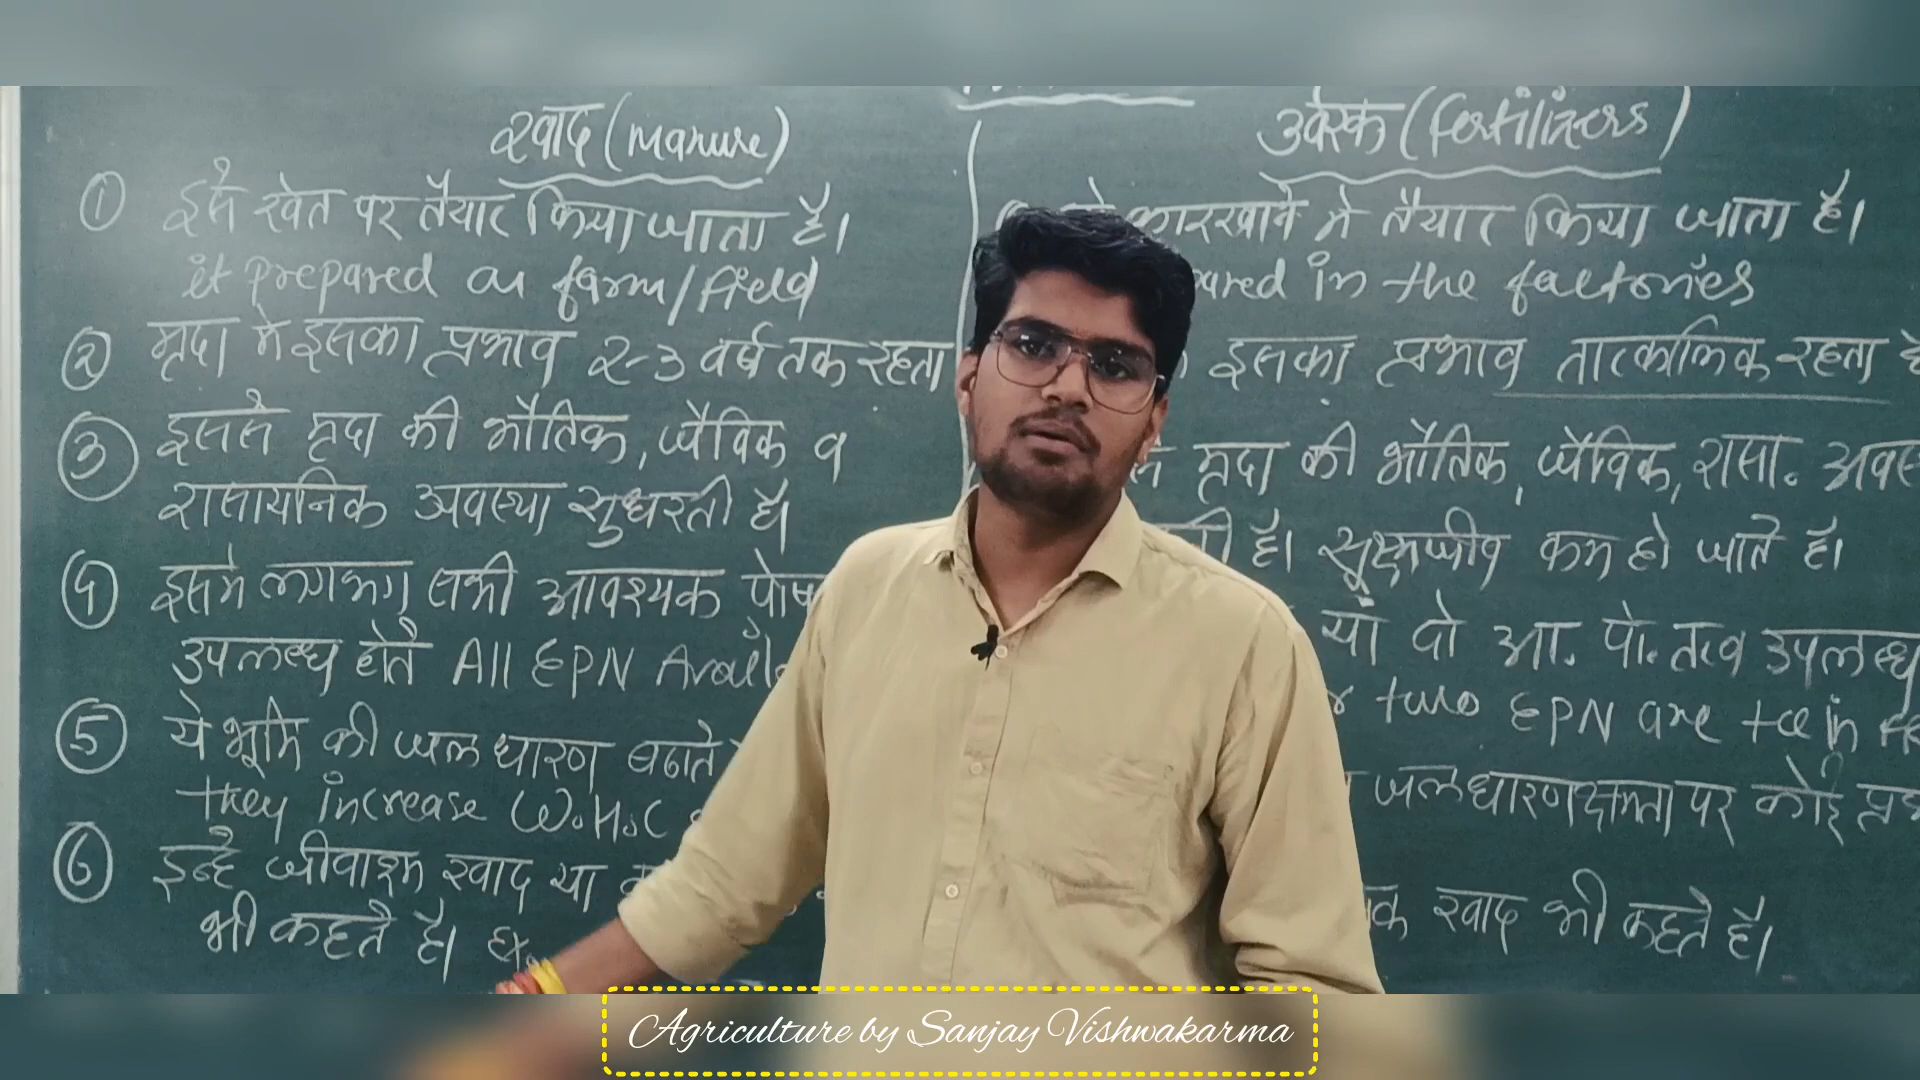 खाद (Manure)
① इसे खेत पर तैयार किया जाता है।
it prepared on farm/field
② मृदा मे इसका प्रभाव 2-3 वर्ष तक रहता
③ इससे मृदा की भौतिक, जैविक व
रासायनिक अवस्था सुधरती है।
④ इसमे लगभग सभी आवश्यक
उपलब्ध होते All EPN
⑤ ये भूमि की जल धारण बढाते
they increase W.H.C
⑥ इन्हे जीवाश्म खाद या
भी कहते है। Ex.
उर्वरक (Fertilizers)
कारखाने मे तैयार किया जाता है।
in the factories
इसका प्रभाव तात्कालिक रहता
मृदा की भौतिक, जैविक, रासा.
है। सूक्ष्मजीव कम हो जाते है।
या दो आ. पो. तत्व उपलब्ध
two EPN are in
जलधारणक्षमता पर कोई
खाद भी कहते है।
Agriculture by Sanjay Vishwakarma